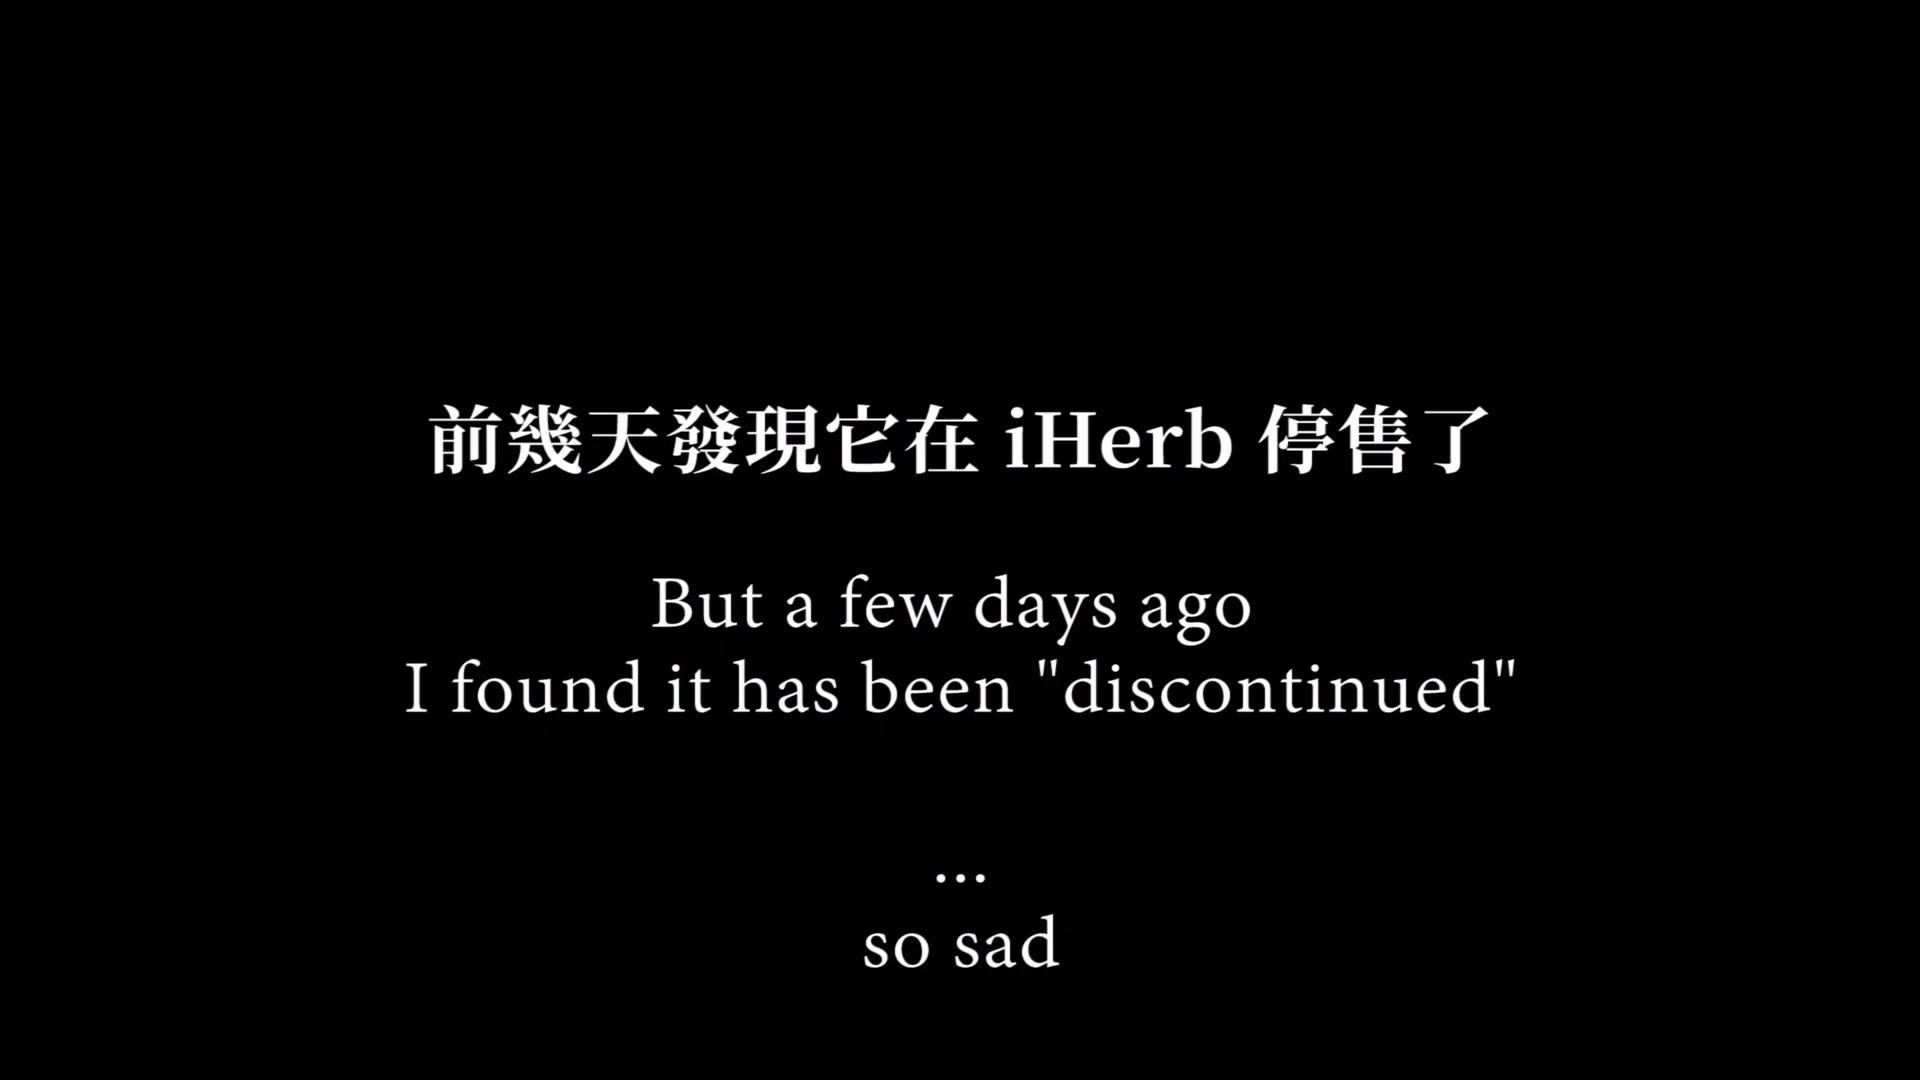 前幾天發現它在 iHerb 停售了
But a few days ago
I found it has been "discontinued"
...
so sad